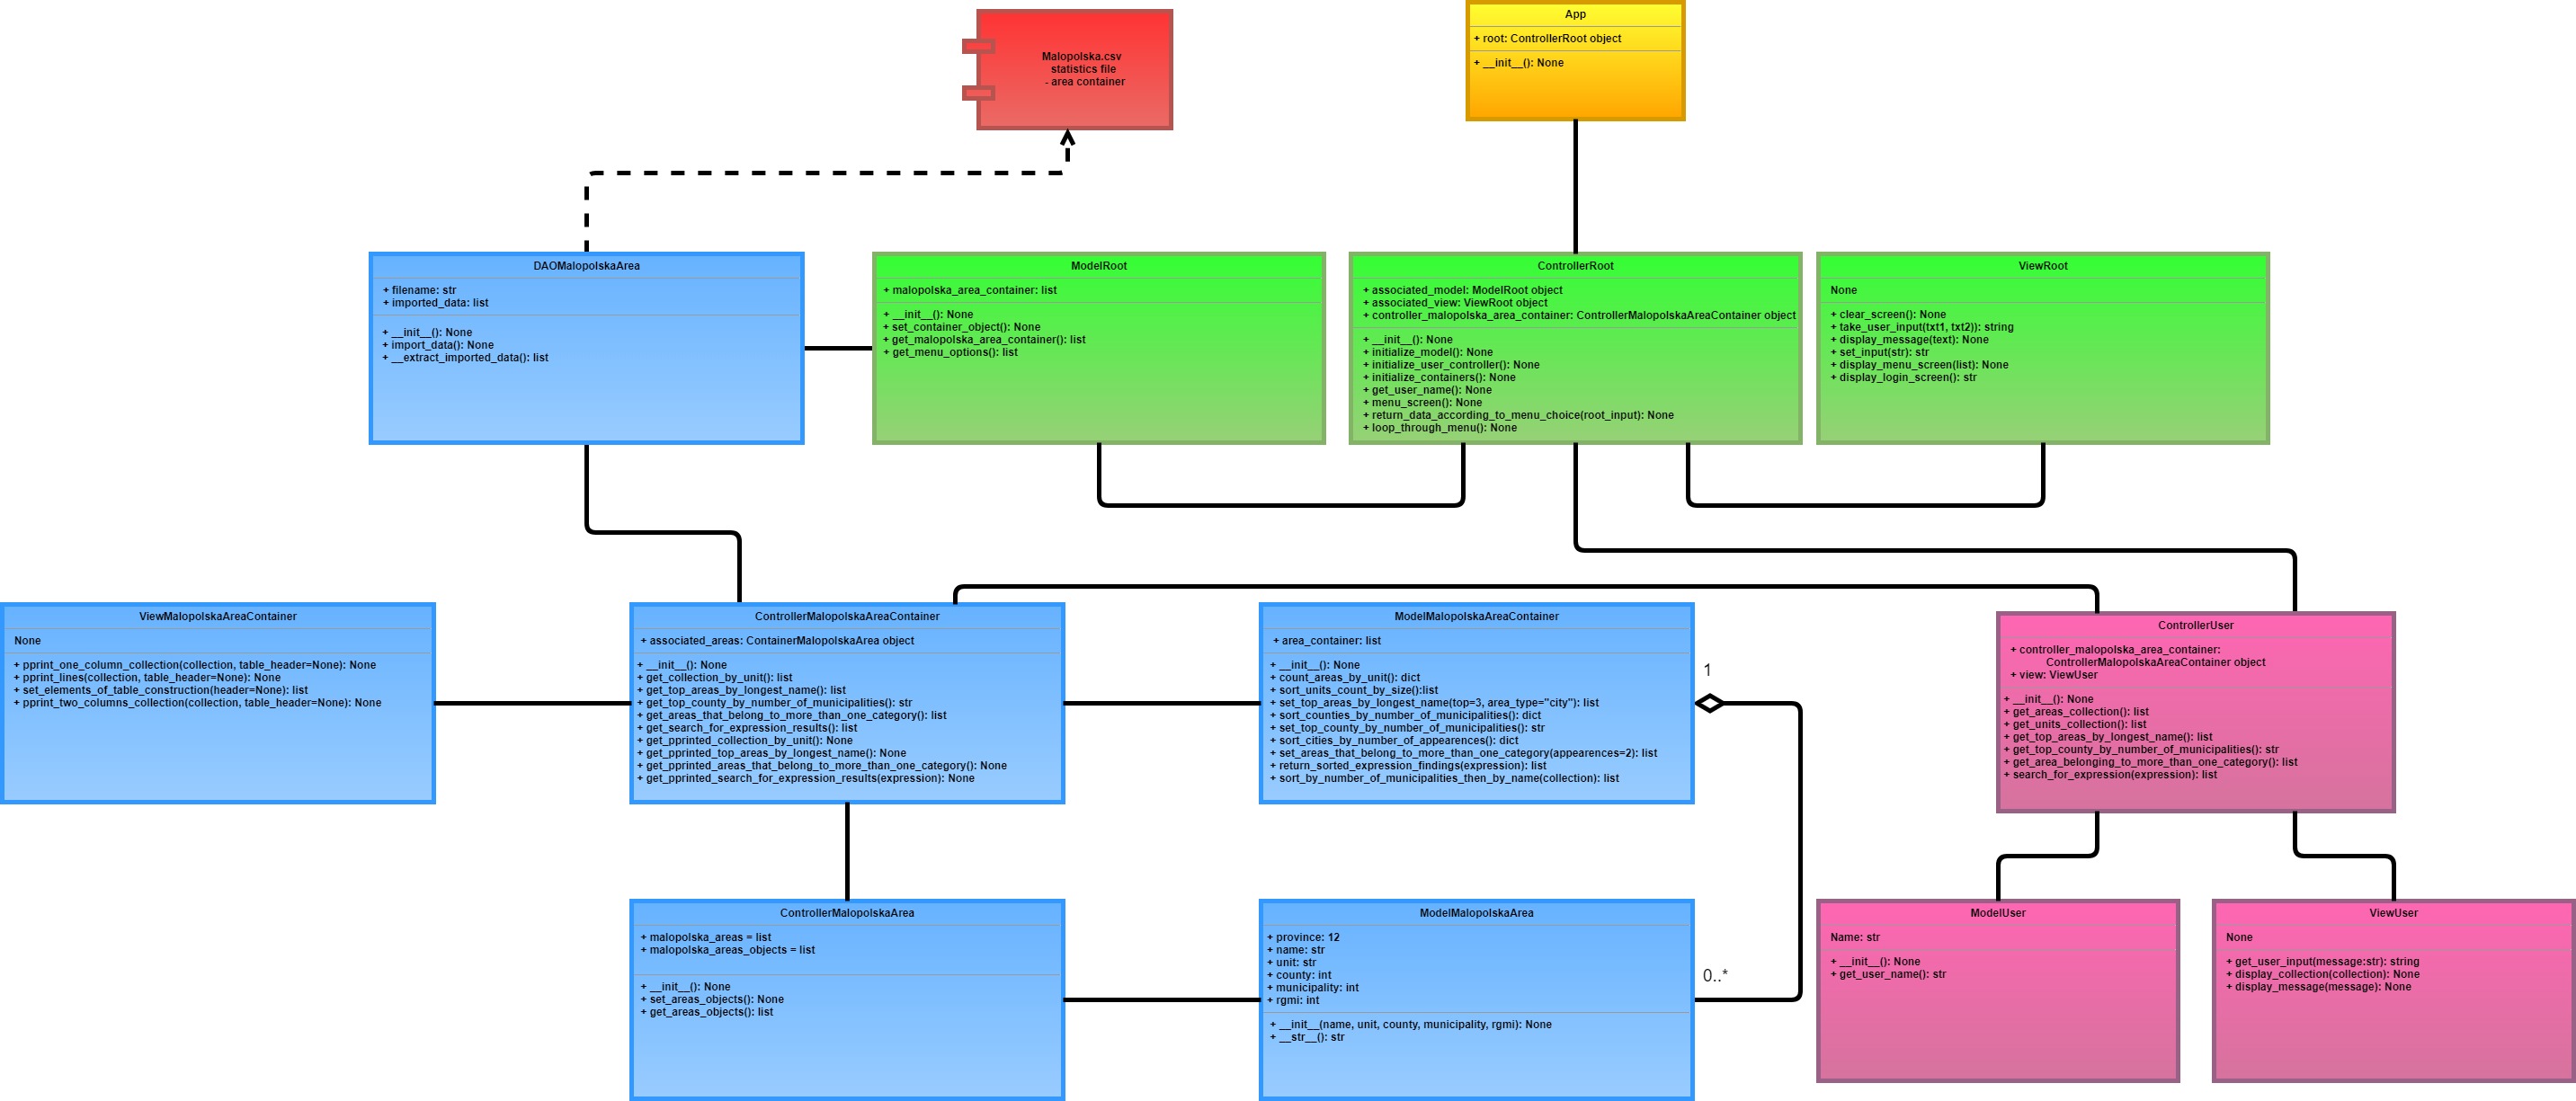 Malopolska.csv
statistics file
- area container
App
+ root: ControllerRoot object
+ __init__(): None
DAOMalopolskaArea
+ filename: str
+ imported_data: list
+ __init__(): None
+ import_data(): None
+ __extract_imported_data(): list
ModelRoot
+ malopolska_area_container: list
+ __init__(): None
+ set_container_object(): None
+ get_malopolska_area_container(): list
+ get_menu_options(): list
ControllerRoot
+ associated_model: ModelRoot object
+ associated_view: ViewRoot object
+ controller_malopolska_area_container: ControllerMalopolskaAreaContainer object
+ __init__(): None
+ initialize_model(): None
+ initialize_user_controller(): None
+ initialize_containers(): None
+ get_user_name(): None
+ menu_screen(): None
+ return_data_according_to_menu_choice(root_input): None
+ loop_through_menu(): None
ViewRoot
None
+ clear_screen(): None
+ take_user_input(txt1, txt2)): string
+ display_message(text): None
+ set_input(str): str
+ display_menu_screen(list): None
+ display_login_screen(): str
ViewMalopolskaAreaContainer
None
+ pprint_one_column_collection(collection, table_header=None): None
+ pprint_lines(collection, table_header=None): None
+ set_elements_of_table_construction(header=None): list
+ pprint_two_columns_collection(collection, table_header=None): None
ControllerMalopolskaAreaContainer
+ associated_areas: ContainerMalopolskaArea object
+ __init__(): None
+ get_collection_by_unit(): list
+ get_top_areas_by_longest_name(): list
+ get_top_county_by_number_of_municipalities(): str
+ get_areas_that_belong_to_more_than_one_category(): list
+ get_search_for_expression_results(): list
+ get_pprinted_collection_by_unit(): None
+ get_pprinted_top_areas_by_longest_name(): None
+ get_pprinted_areas_that_belong_to_more_than_one_category(): None
+ get_pprinted_search_for_expression_results(expression): None
ModelMalopolskaAreaContainer
+ area_container: list
+ __init__(): None
+ count_areas_by_unit(): dict
+ sort_units_count_by_size():list
+ set_top_areas_by_longest_name(top=3, area_type="city"): list
+ sort_counties_by_number_of_municipalities(): dict
+ set_top_county_by_number_of_municipalities(): str
+ sort_cities_by_number_of_appearences(): dict
+ set_areas_that_belong_to_more_than_one_category(appearences=2): list
+ return_sorted_expression_findings(expression): list
+ sort_by_number_of_municipalities_then_by_name(collection): list
1
0..*
ControllerUser
+ controller_malopolska_area_container:
ControllerMalopolskaAreaContainer object
+ view: ViewUser
+ __init__(): None
+ get_areas_collection(): list
+ get_units_collection(): list
+ get_top_areas_by_longest_name(): list
+ get_top_county_by_number_of_municipalities(): str
+ get_area_belonging_to_more_than_one_category(): list
+ search_for_expression(expression): list
ControllerMalopolskaArea
+ malopolska_areas = list
+ malopolska_areas_objects = list
+ __init__(): None
+ set_areas_objects(): None
+ get_areas_objects(): list
ModelMalopolskaArea
+ province: 12
+ name: str
+ unit: str
+ county: int
+ municipality: int
+ rgmi: int
+ __init__(name, unit, county, municipality, rgmi): None
+ __str__(): str
ModelUser
Name: str
+ __init__(): None
+ get_user_name(): str
ViewUser
None
+ get_user_input(message:str): string
+ display_collection(collection): None
+ display_message(message): None